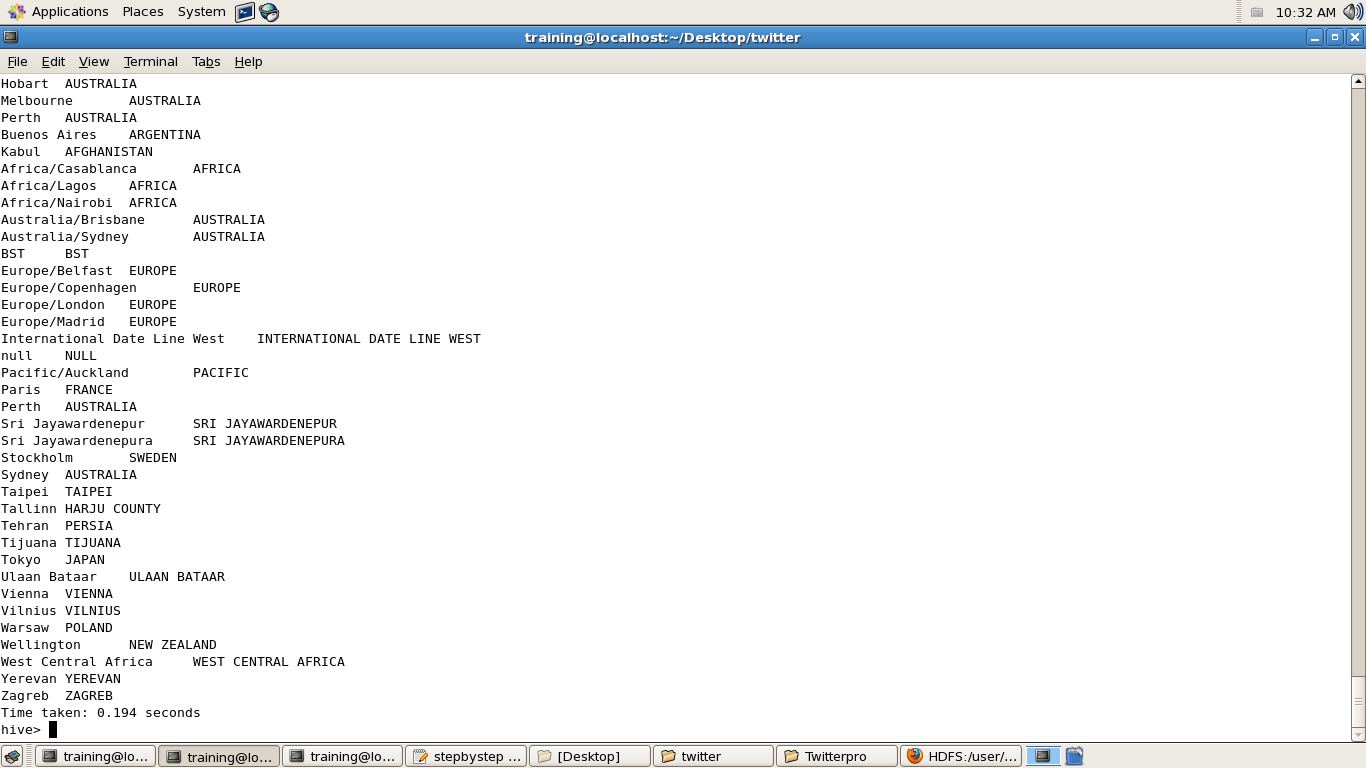 Applications Places System 10:32 AM
training@localhost:~/Desktop/twitter
File Edit View Terminal Tabs Help
Hobart AUSTRALIA
Melbourne AUSTRALIA
Perth AUSTRALIA
Buenos Aires ARGENTINA
Kabul AFGHANISTAN
Africa/Casablanca AFRICA
Africa/Lagos AFRICA
Africa/Nairobi AFRICA
Australia/Brisbane AUSTRALIA
Australia/Sydney AUSTRALIA
BST BST
Europe/Belfast EUROPE
Europe/Copenhagen EUROPE
Europe/London EUROPE
Europe/Madrid EUROPE
International Date Line West INTERNATIONAL DATE LINE WEST
null NULL
Pacific/Auckland PACIFIC
Paris FRANCE
Perth AUSTRALIA
Sri Jayawardenepur SRI JAYAWARDENEPUR
Sri Jayawardenepura SRI JAYAWARDENEPURA
Stockholm SWEDEN
Sydney AUSTRALIA
Taipei TAIPEI
Tallinn HARJU COUNTY
Tehran PERSIA
Tijuana TIJUANA
Tokyo JAPAN
Ulaan Bataar ULAAN BATAAR
Vienna VIENNA
Vilnius VILNIUS
Warsaw POLAND
Wellington NEW ZEALAND
West Central Africa WEST CENTRAL AFRICA
Yerevan YEREVAN
Zagreb ZAGREB
Time taken: 0.194 seconds
hive>
training@lo... training@lo... training@lo... stepbystep ... [Desktop] twitter Twitterpro HDFS:/user/...